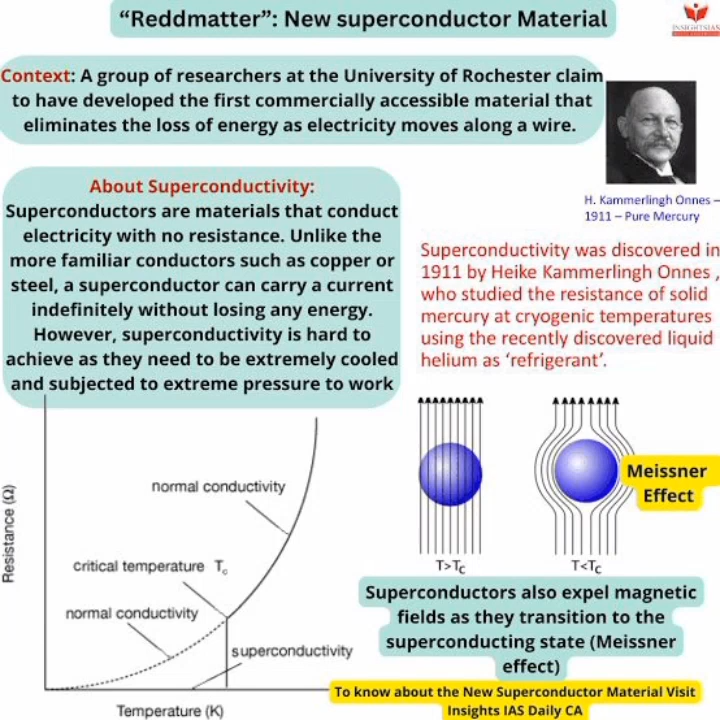 “Reddmatter”: New superconductor Material
INSIGHTSIAS
Context: A group of researchers at the University of Rochester claim
to have developed the first commercially accessible material that
eliminates the loss of energy as electricity moves along a wire.
H. Kammerlingh Onnes –
1911 – Pure Mercury
About Superconductivity:
Superconductors are materials that conduct
electricity with no resistance. Unlike the
more familiar conductors such as copper or
steel, a superconductor can carry a current
indefinitely without losing any energy.
However, superconductivity is hard to
achieve as they need to be extremely cooled
and subjected to extreme pressure to work
Superconductivity was discovered in
1911 by Heike Kammerlingh Onnes ,
who studied the resistance of solid
mercury at cryogenic temperatures
using the recently discovered liquid
helium as ‘refrigerant’.
Resistance (Ω)
normal conductivity
critical temperature Tc
normal conductivity
superconductivity
Temperature (K)
T>Tc
T<Tc
Meissner
Effect
Superconductors also expel magnetic
fields as they transition to the
superconducting state (Meissner
effect)
To know about the New Superconductor Material Visit
Insights IAS Daily CA